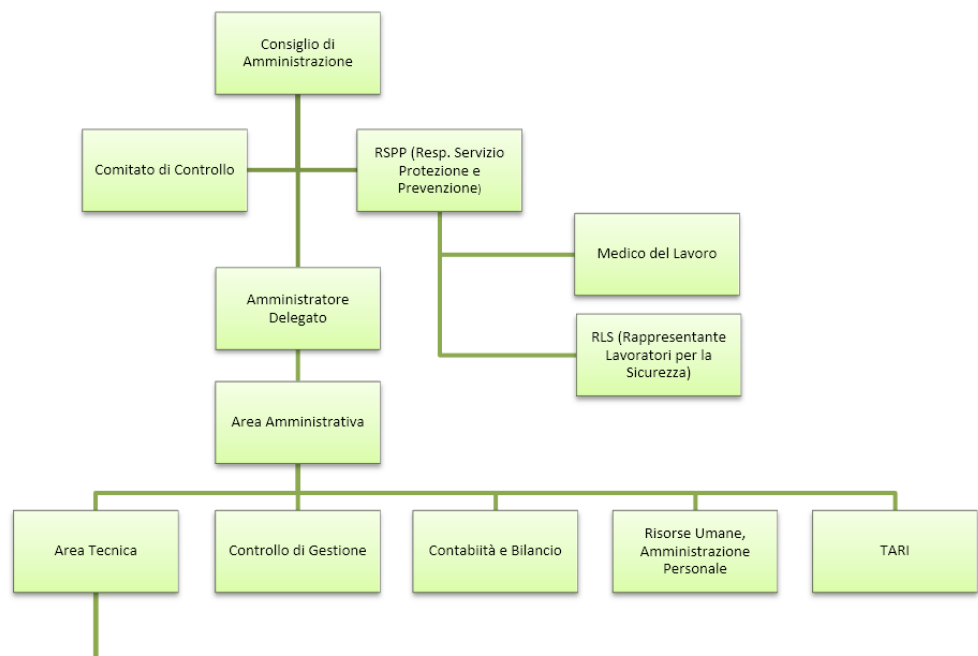 Consiglio di
Amministrazione
Comitato di Controllo
RSPP (Resp. Servizio
Protezione e
Prevenzione)
Medico del Lavoro
Amministratore
Delegato
RLS (Rappresentante
Lavoratori per la
Sicurezza)
Area Amministrativa
Area Tecnica
Controllo di Gestione
Contabiità e Bilancio
Risorse Umane,
Amministrazione
Personale
TARI